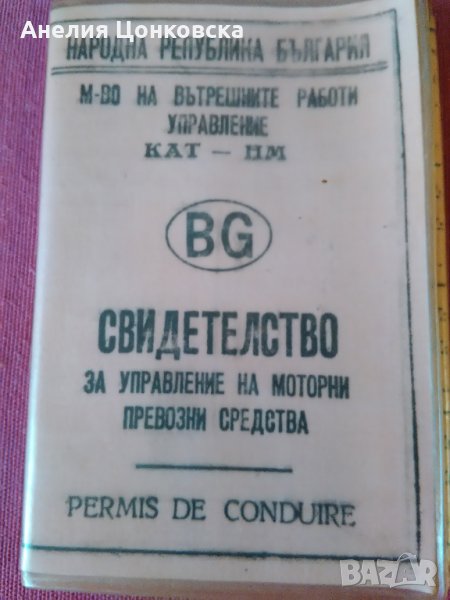 Анелия Цонковска
НАРОДНА РЕПУБЛИКА БЪЛГАРИЯ
М-ВО НА ВЪТРЕШНИТЕ РАБОТИ
УПРАВЛЕНИЕ
КАТ — НМ
BG
СВИДЕТЕЛСТВО
ЗА УПРАВЛЕНИЕ НА МОТОРНИ
ПРЕВОЗНИ СРЕДСТВА
PERMIS DE CONDUIRE
BAZAR